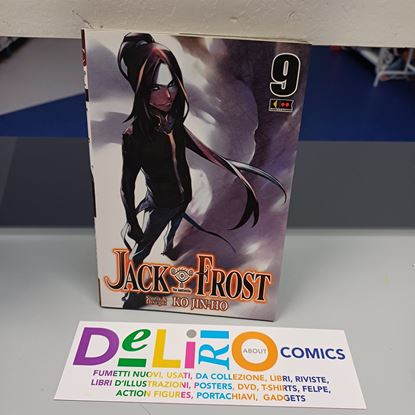 9
JACK FROST
KO JIN-HO
DeLiRiO
ABOUT
COMICS
FUMETTI NUOVI, USATI, DA COLLEZIONE, LIBRI, RIVISTE,
LIBRI D'ILLUSTRAZIONI, POSTERS, DVD, T-SHIRTS, FELPE,
ACTION FIGURES, PORTACHIAVI, GADGETS